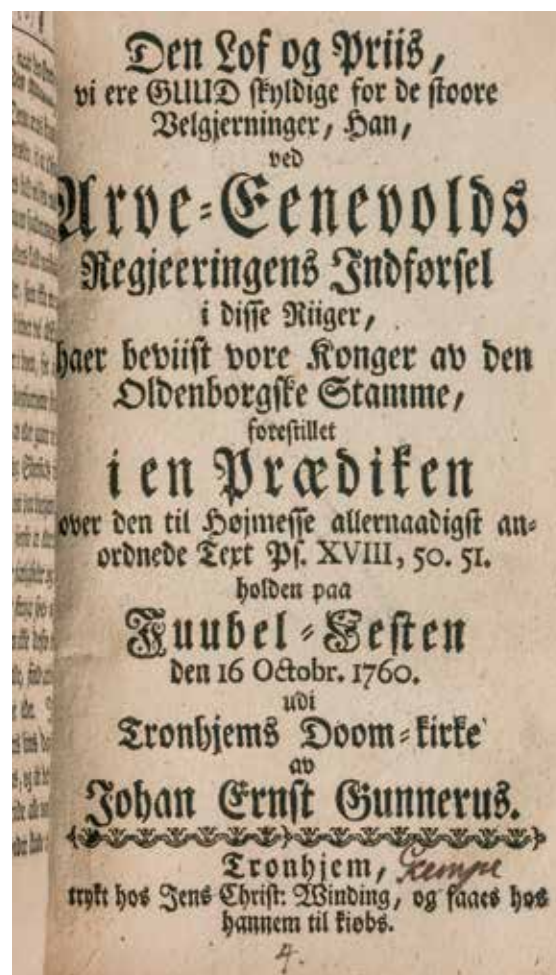 Den Lof og Priis,
vi ere GUUD skyldige for de stoore
Velgjerninger, Han,
ved
Arve-Eenevolds
Regjeeringens Indførsel
i disse Riiger,
haer beviist vore Konger av den
Oldenborgske Stamme,
forestillet
i en Prædiken
over den til Højmesse allernaadigst an-
ordnede Text Ps. XVIII, 50. 51.
holden paa
Juubel-Festen
den 16 Octobr. 1760.
udi
Tronhjems Doom-kirke
av
Johan Ernst Gunnerus.
Tronhjem,
trykt hos Jens Christ: Winding, og faaes hos
hannem til kiøbs.
4.